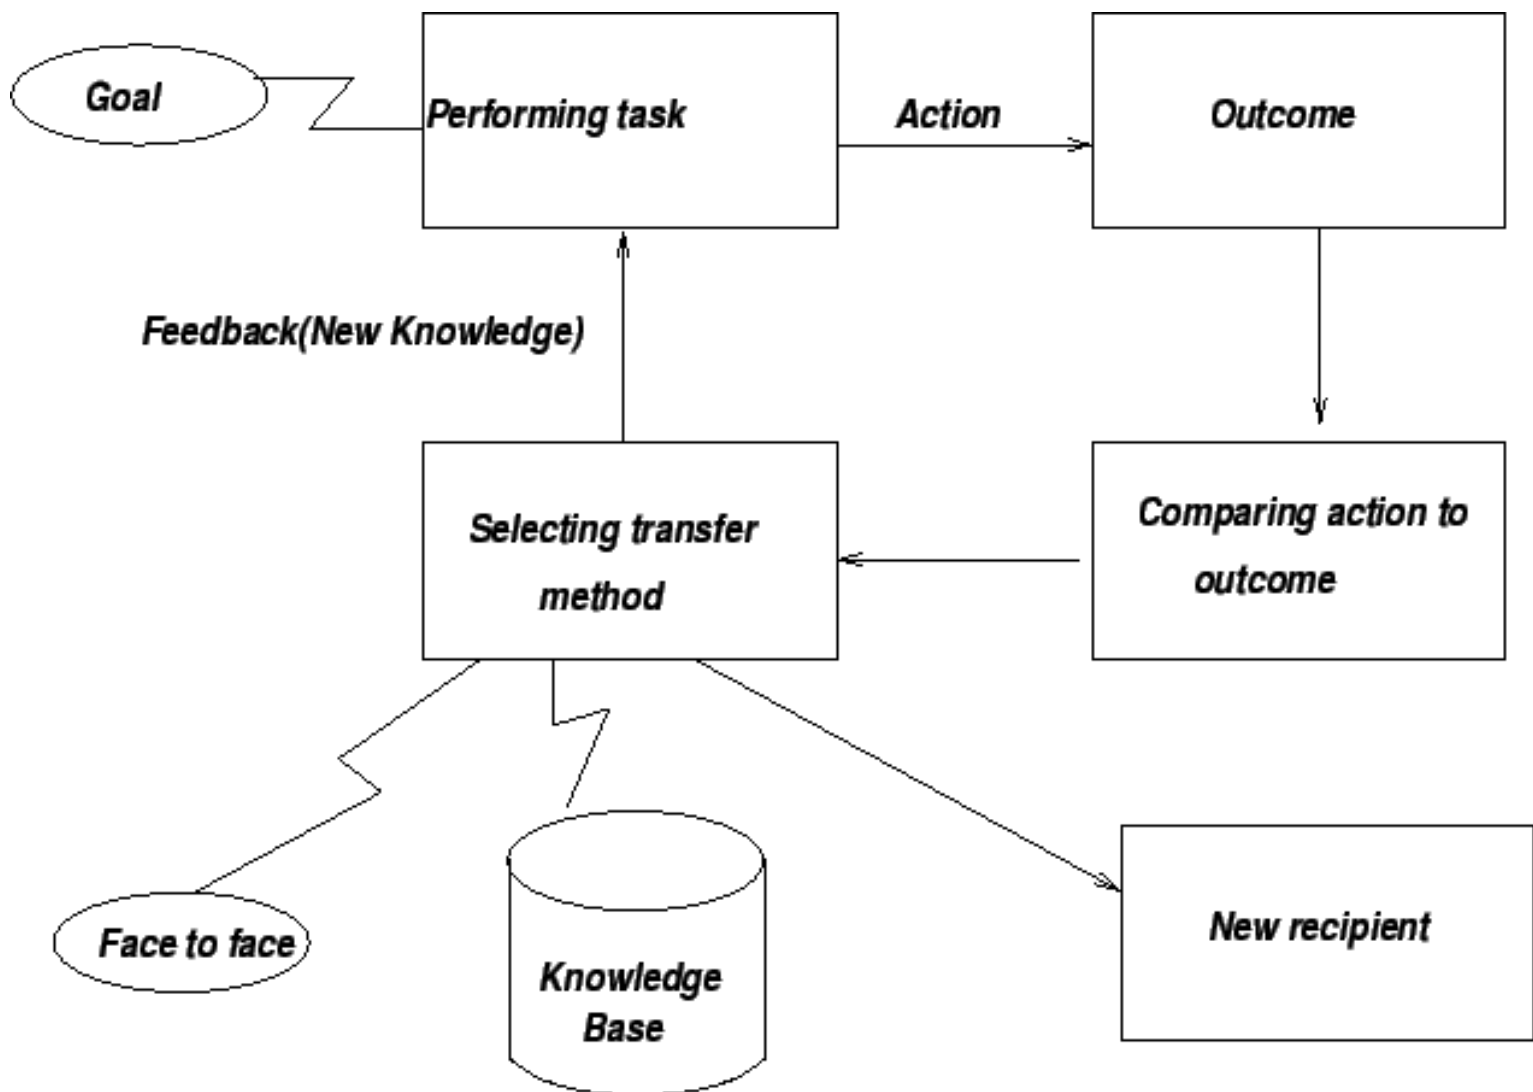 Goal
Performing task
Action
Outcome
Feedback(New Knowledge)
Selecting transfer
method
Comparing action to
outcome
Face to face
Knowledge
Base
New recipient